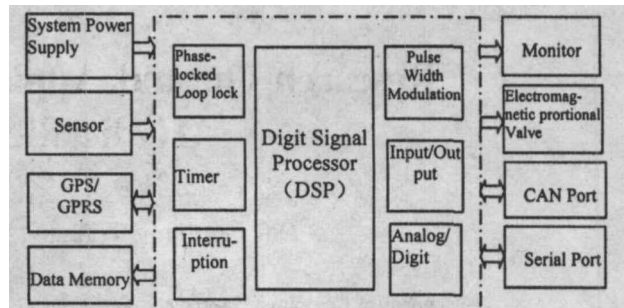 System Power
Supply
Sensor
GPS/
GPRS
Data Memory
Phase-
locked
Loop lock
Timer
Interru-
ption
Digit Signal
Processor
(DSP)
Pulse
Width
Modulation
Input/Out
put
Analog/
Digit
Monitor
Electromag-
netic prortional
Valve
CAN Port
Serial Port